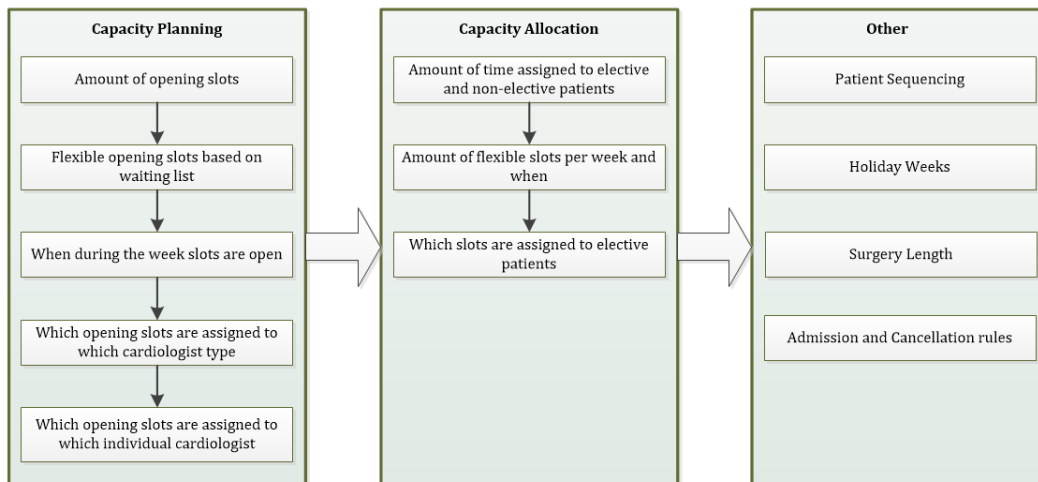 Capacity Planning
Amount of opening slots
Flexible opening slots based on
waiting list
When during the week slots are open
Which opening slots are assigned to
which cardiologist type
Which opening slots are assigned to
which individual cardiologist
Capacity Allocation
Amount of time assigned to elective
and non-elective patients
Amount of flexible slots per week and
when
Which slots are assigned to elective
patients
Other
Patient Sequencing
Holiday Weeks
Surgery Length
Admission and Cancellation rules